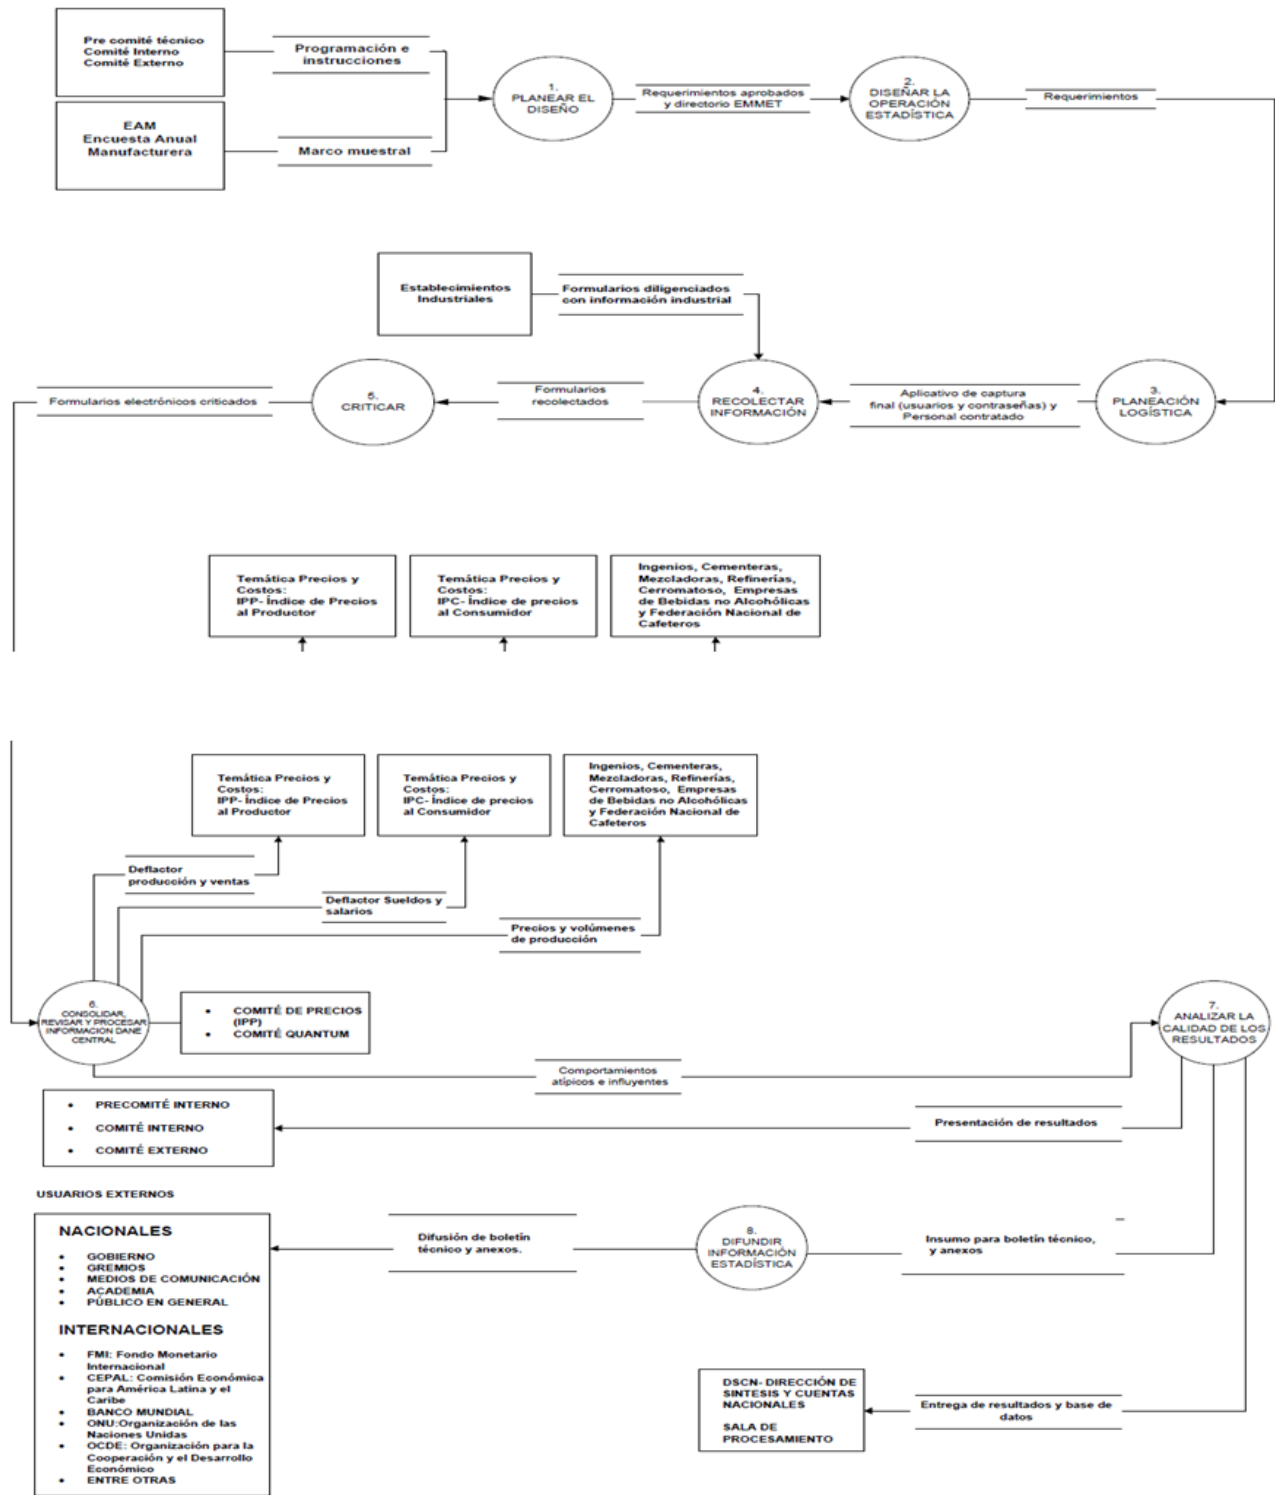 Pre comité técnico
Comité Interno
Comité Externo
Programación e
instrucciones
1.
PLANEAR EL
DISEÑO
Requerimientos aprobados
y directorio EMMET
2.
DISEÑAR LA
OPERACIÓN
ESTADÍSTICA
Requerimientos
EAM
Encuesta Anual
Manufacturera
Marco muestral
Establecimientos
Industriales
Formularios diligenciados
con información industrial
Formularios electrónicos criticados
5.
CRITICAR
Formularios
recolectados
4.
RECOLECTAR
INFORMACIÓN
Aplicativo de captura
final (usuarios y contraseñas) y
Personal contratado
3.
PLANEACIÓN
LOGÍSTICA
Temática Precios y
Costos:
IPP- Índice de Precios
al Productor
Temática Precios y
Costos:
IPC- Índice de precios
al Consumidor
Ingenios, Cementeras,
Mezcladoras, Refinerías,
Cerromatoso, Empresas
de Bebidas no Alcohólicas
y Federación Nacional de
Cafeteros
Temática Precios y
Costos:
IPP- Índice de Precios
al Productor
Temática Precios y
Costos:
IPC- Índice de precios
al Consumidor
Ingenios, Cementeras,
Mezcladoras, Refinerías,
Cerromatoso, Empresas
de Bebidas no Alcohólicas
y Federación Nacional de
Cafeteros
Deflactor
producción y ventas
Deflactor Sueldos y
salarios
Precios y volúmenes
de producción
6.
CONSOLIDAR,
REVISAR Y PROCESAR
INFORMACION DANE
CENTRAL
• COMITÉ DE PRECIOS
(IPP)
• COMITÉ QUANTUM
7.
ANALIZAR LA
CALIDAD DE LOS
RESULTADOS
Comportamientos
atípicos e influyentes
• PRECOMITÉ INTERNO
• COMITÉ INTERNO
• COMITÉ EXTERNO
Presentación de resultados
USUARIOS EXTERNOS
NACIONALES
• GOBIERNO
• GREMIOS
• MEDIOS DE COMUNICACIÓN
• ACADEMIA
• PÚBLICO EN GENERAL
INTERNACIONALES
• FMI: Fondo Monetario
Internacional
• CEPAL: Comisión Económica
para América Latina y el
Caribe
• BANCO MUNDIAL
• ONU:Organización de las
Naciones Unidas
• OCDE: Organización para la
Cooperación y el Desarrollo
Económico
• ENTRE OTRAS
Difusión de boletín
técnico y anexos.
8.
DIFUNDIR
INFORMACIÓN
ESTADÍSTICA
Insumo para boletín técnico,
y anexos
DSCN- DIRECCIÓN DE
SINTESIS Y CUENTAS
NACIONALES
SALA DE
PROCESAMIENTO
Entrega de resultados y base de
datos